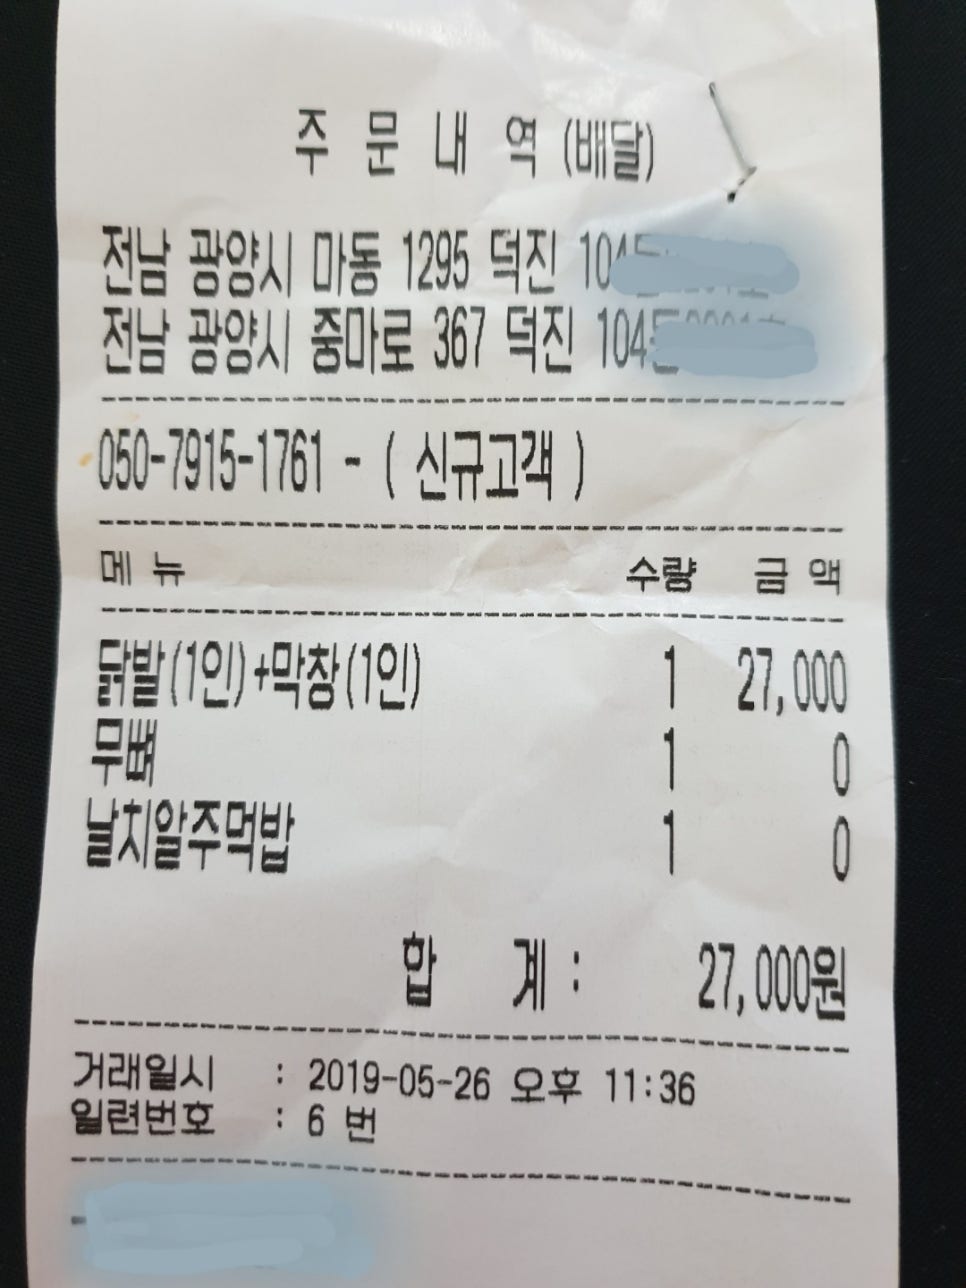 주 문 내 역 (배달)
전남 광양시 마동 1295 덕진
전남 광양시 중마로 367 덕진 104동
050-7915-1761 - ( 신규고객 )
메 뉴 수량 금 액
닭발(1인)+막창(1인) 1 27,000
무뼈 1 0
날치알주먹밥 1 0
합 계 : 27,000원
거래일시 : 2019-05-26 오후 11:36
일련번호 : 6 번